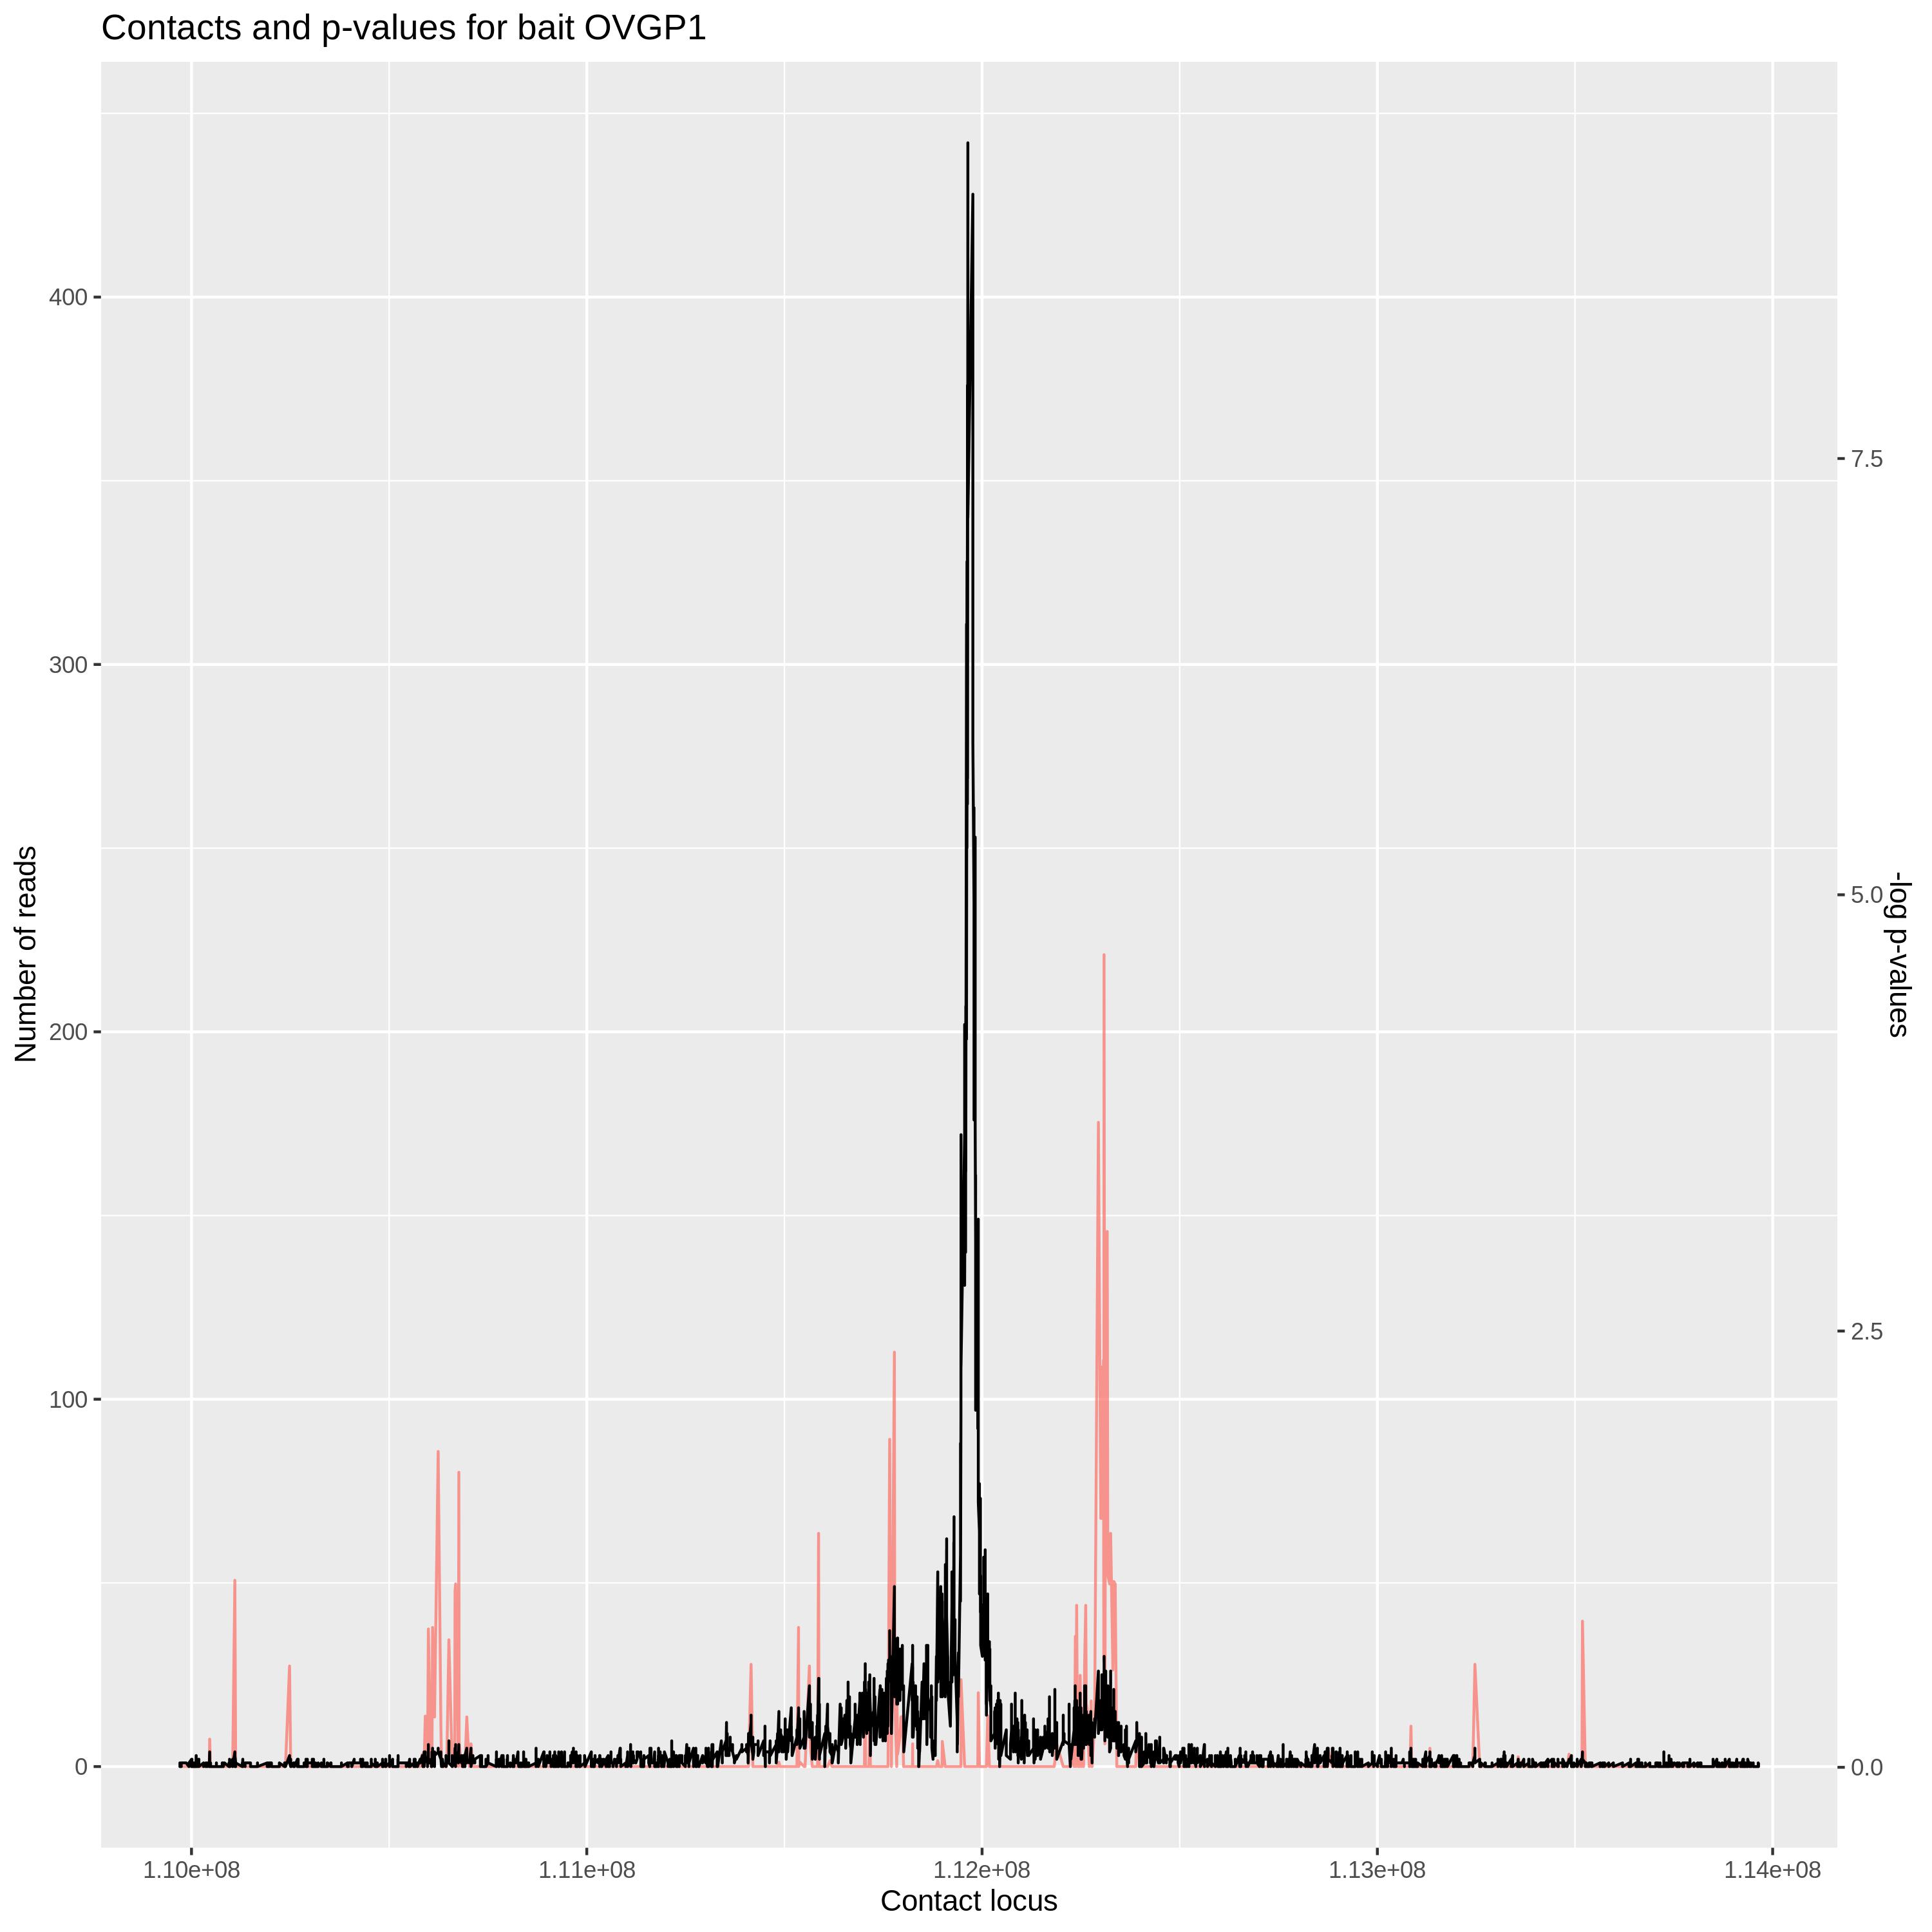 Contacts and p-values for bait OVGP1
Number of reads
400
300
200
100
0
7.5
5.0
2.5
0.0
-log p-values
1.10e+08
1.11e+08
1.12e+08
1.13e+08
1.14e+08
Contact locus